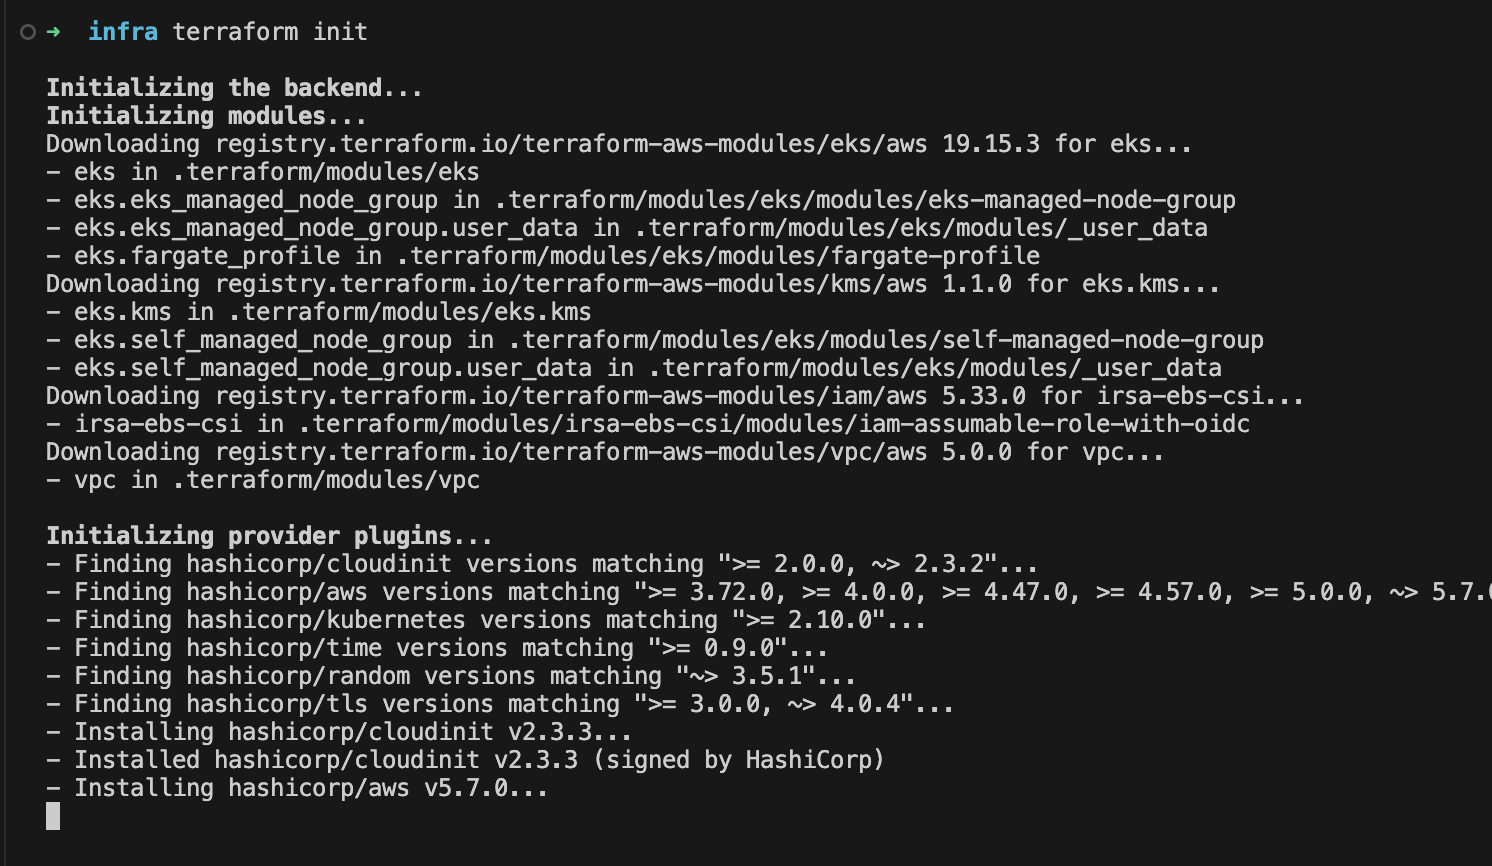 ➜ infra terraform init
Initializing the backend...
Initializing modules...
Downloading registry.terraform.io/terraform-aws-modules/eks/aws 19.15.3 for eks...
- eks in .terraform/modules/eks
- eks.eks_managed_node_group in .terraform/modules/eks/modules/eks-managed-node-group
- eks.eks_managed_node_group.user_data in .terraform/modules/eks/modules/_user_data
- eks.fargate_profile in .terraform/modules/eks/modules/fargate-profile
Downloading registry.terraform.io/terraform-aws-modules/kms/aws 1.1.0 for eks.kms...
- eks.kms in .terraform/modules/eks.kms
- eks.self_managed_node_group in .terraform/modules/eks/modules/self-managed-node-group
- eks.self_managed_node_group.user_data in .terraform/modules/eks/modules/_user_data
Downloading registry.terraform.io/terraform-aws-modules/iam/aws 5.33.0 for irsa-ebs-csi...
- irsa-ebs-csi in .terraform/modules/irsa-ebs-csi/modules/iam-assumable-role-with-oidc
Downloading registry.terraform.io/terraform-aws-modules/vpc/aws 5.0.0 for vpc...
- vpc in .terraform/modules/vpc
Initializing provider plugins...
- Finding hashicorp/cloudinit versions matching ">= 2.0.0, ~> 2.3.2"...
- Finding hashicorp/aws versions matching ">= 3.72.0, >= 4.0.0, >= 4.47.0, >= 4.57.0, >= 5.0.0, ~> 5.7.0
- Finding hashicorp/kubernetes versions matching ">= 2.10.0"...
- Finding hashicorp/time versions matching ">= 0.9.0"...
- Finding hashicorp/random versions matching "~> 3.5.1"...
- Finding hashicorp/tls versions matching ">= 3.0.0, ~> 4.0.4"...
- Installing hashicorp/cloudinit v2.3.3...
- Installed hashicorp/cloudinit v2.3.3 (signed by HashiCorp)
- Installing hashicorp/aws v5.7.0...